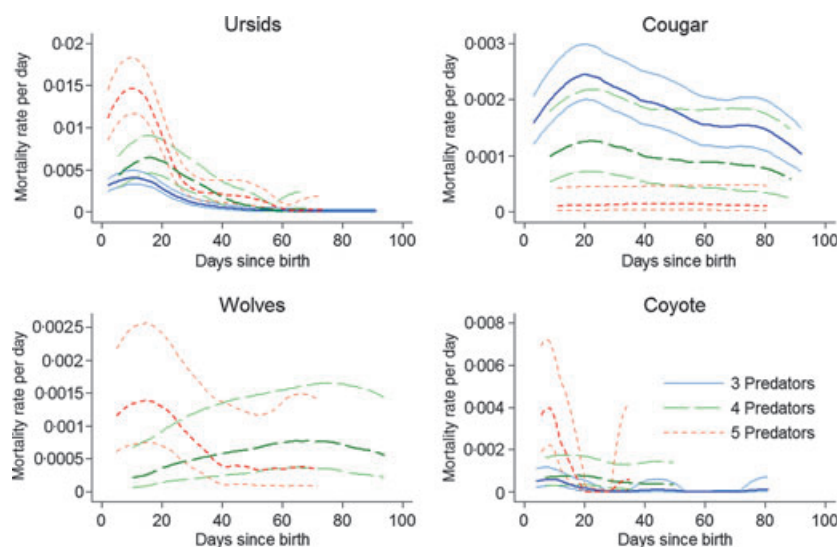 Ursids
Mortality rate per day
0·02
0·015
0·01
0·005
0
0 20 40 60 80 100
Days since birth
Cougar
Mortality rate per day
0·003
0·002
0·001
0
0 20 40 60 80 100
Days since birth
Wolves
Mortality rate per day
0·0025
0·002
0·0015
0·001
0·0005
0
0 20 40 60 80 100
Days since birth
Coyote
Mortality rate per day
0·008
0·006
0·004
0·002
0
0 20 40 60 80 100
Days since birth
3 Predators
4 Predators
5 Predators